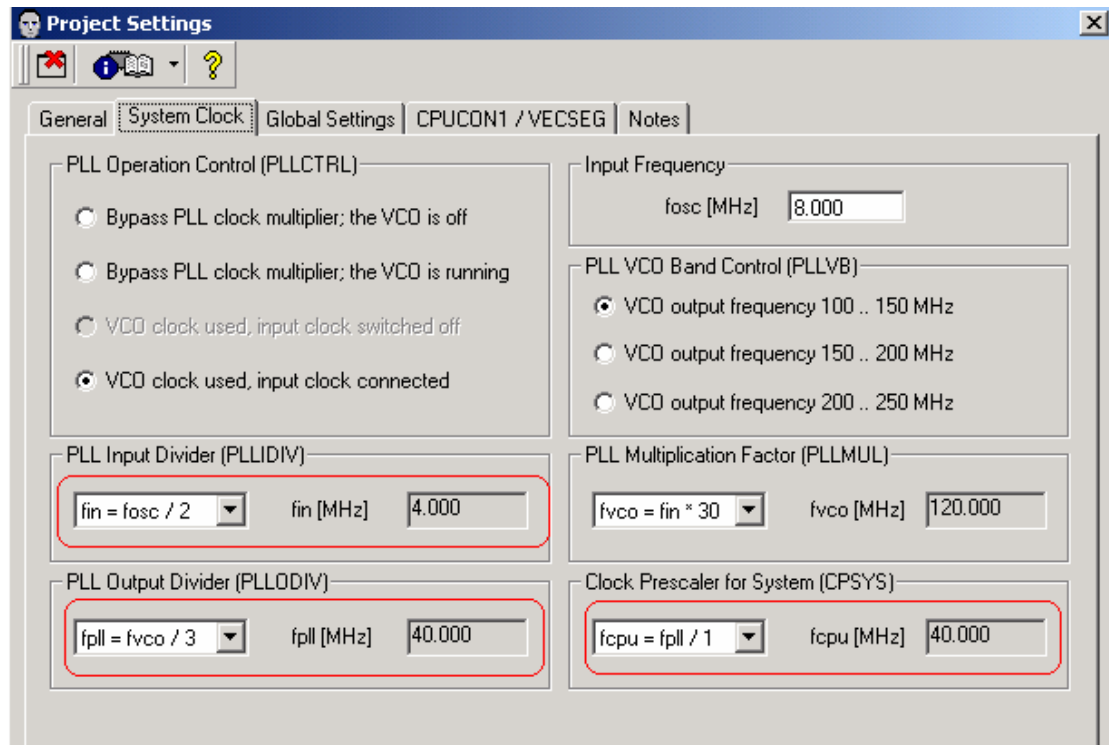 Project Settings
General System Clock Global Settings CPUCON1 / VECSEG Notes
PLL Operation Control (PLLCTRL)
Bypass PLL clock multiplier; the VCO is off
Bypass PLL clock multiplier; the VCO is running
VCO clock used, input clock switched off
VCO clock used, input clock connected
Input Frequency
fosc [MHz] 8.000
PLL VCO Band Control (PLLVB)
VCO output frequency 100 .. 150 MHz
VCO output frequency 150 .. 200 MHz
VCO output frequency 200 .. 250 MHz
PLL Input Divider (PLLIDIV)
fin = fosc / 2 fin [MHz] 4.000
PLL Multiplication Factor (PLLMUL)
fvco = fin * 30 fvco [MHz] 120.000
PLL Output Divider (PLLODIV)
fpll = fvco / 3 fpll [MHz] 40.000
Clock Prescaler for System (CPSYS)
fcpu = fpll / 1 fcpu [MHz] 40.000